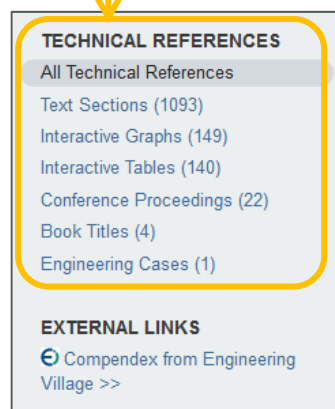 TECHNICAL REFERENCES
All Technical References
Text Sections (1093)
Interactive Graphs (149)
Interactive Tables (140)
Conference Proceedings (22)
Book Titles (4)
Engineering Cases (1)
EXTERNAL LINKS
Compendex from Engineering
Village >>